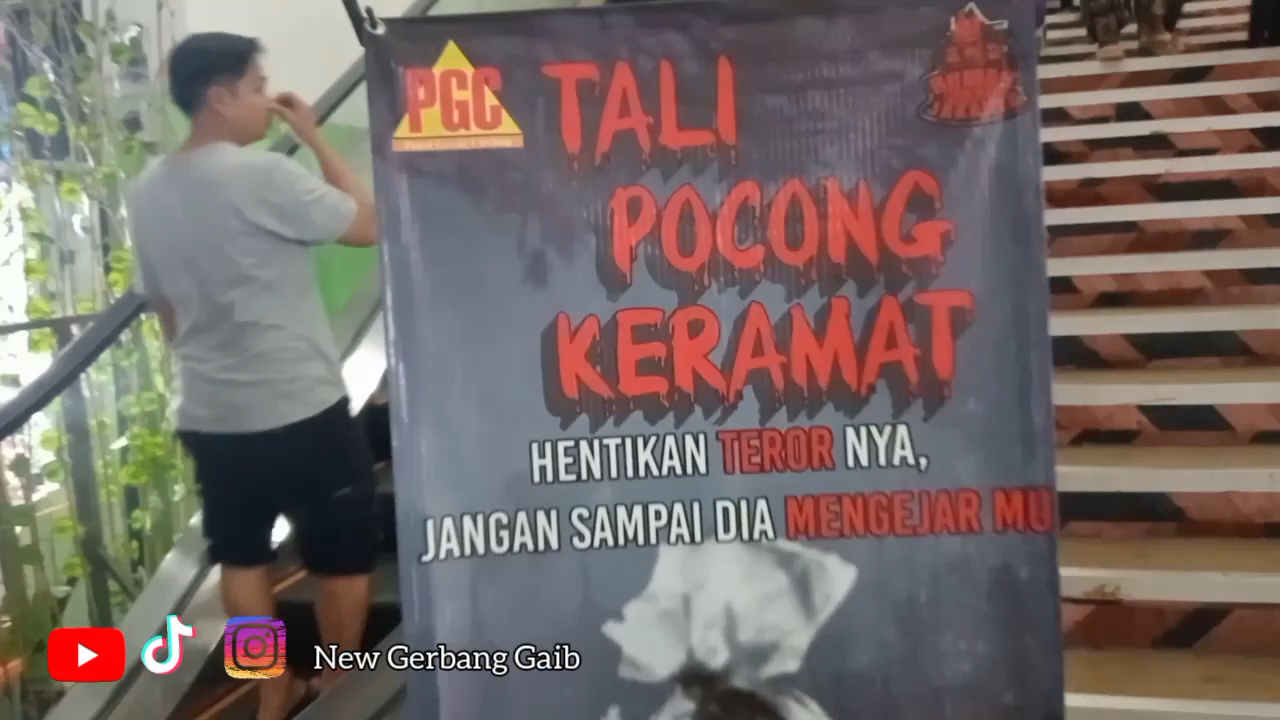 PGC
TALI
POCONG
KERAMAT
HENTIKAN TEROR NYA,
JANGAN SAMPAI DIA MENGEJAR MU
New Gerbang Gaib